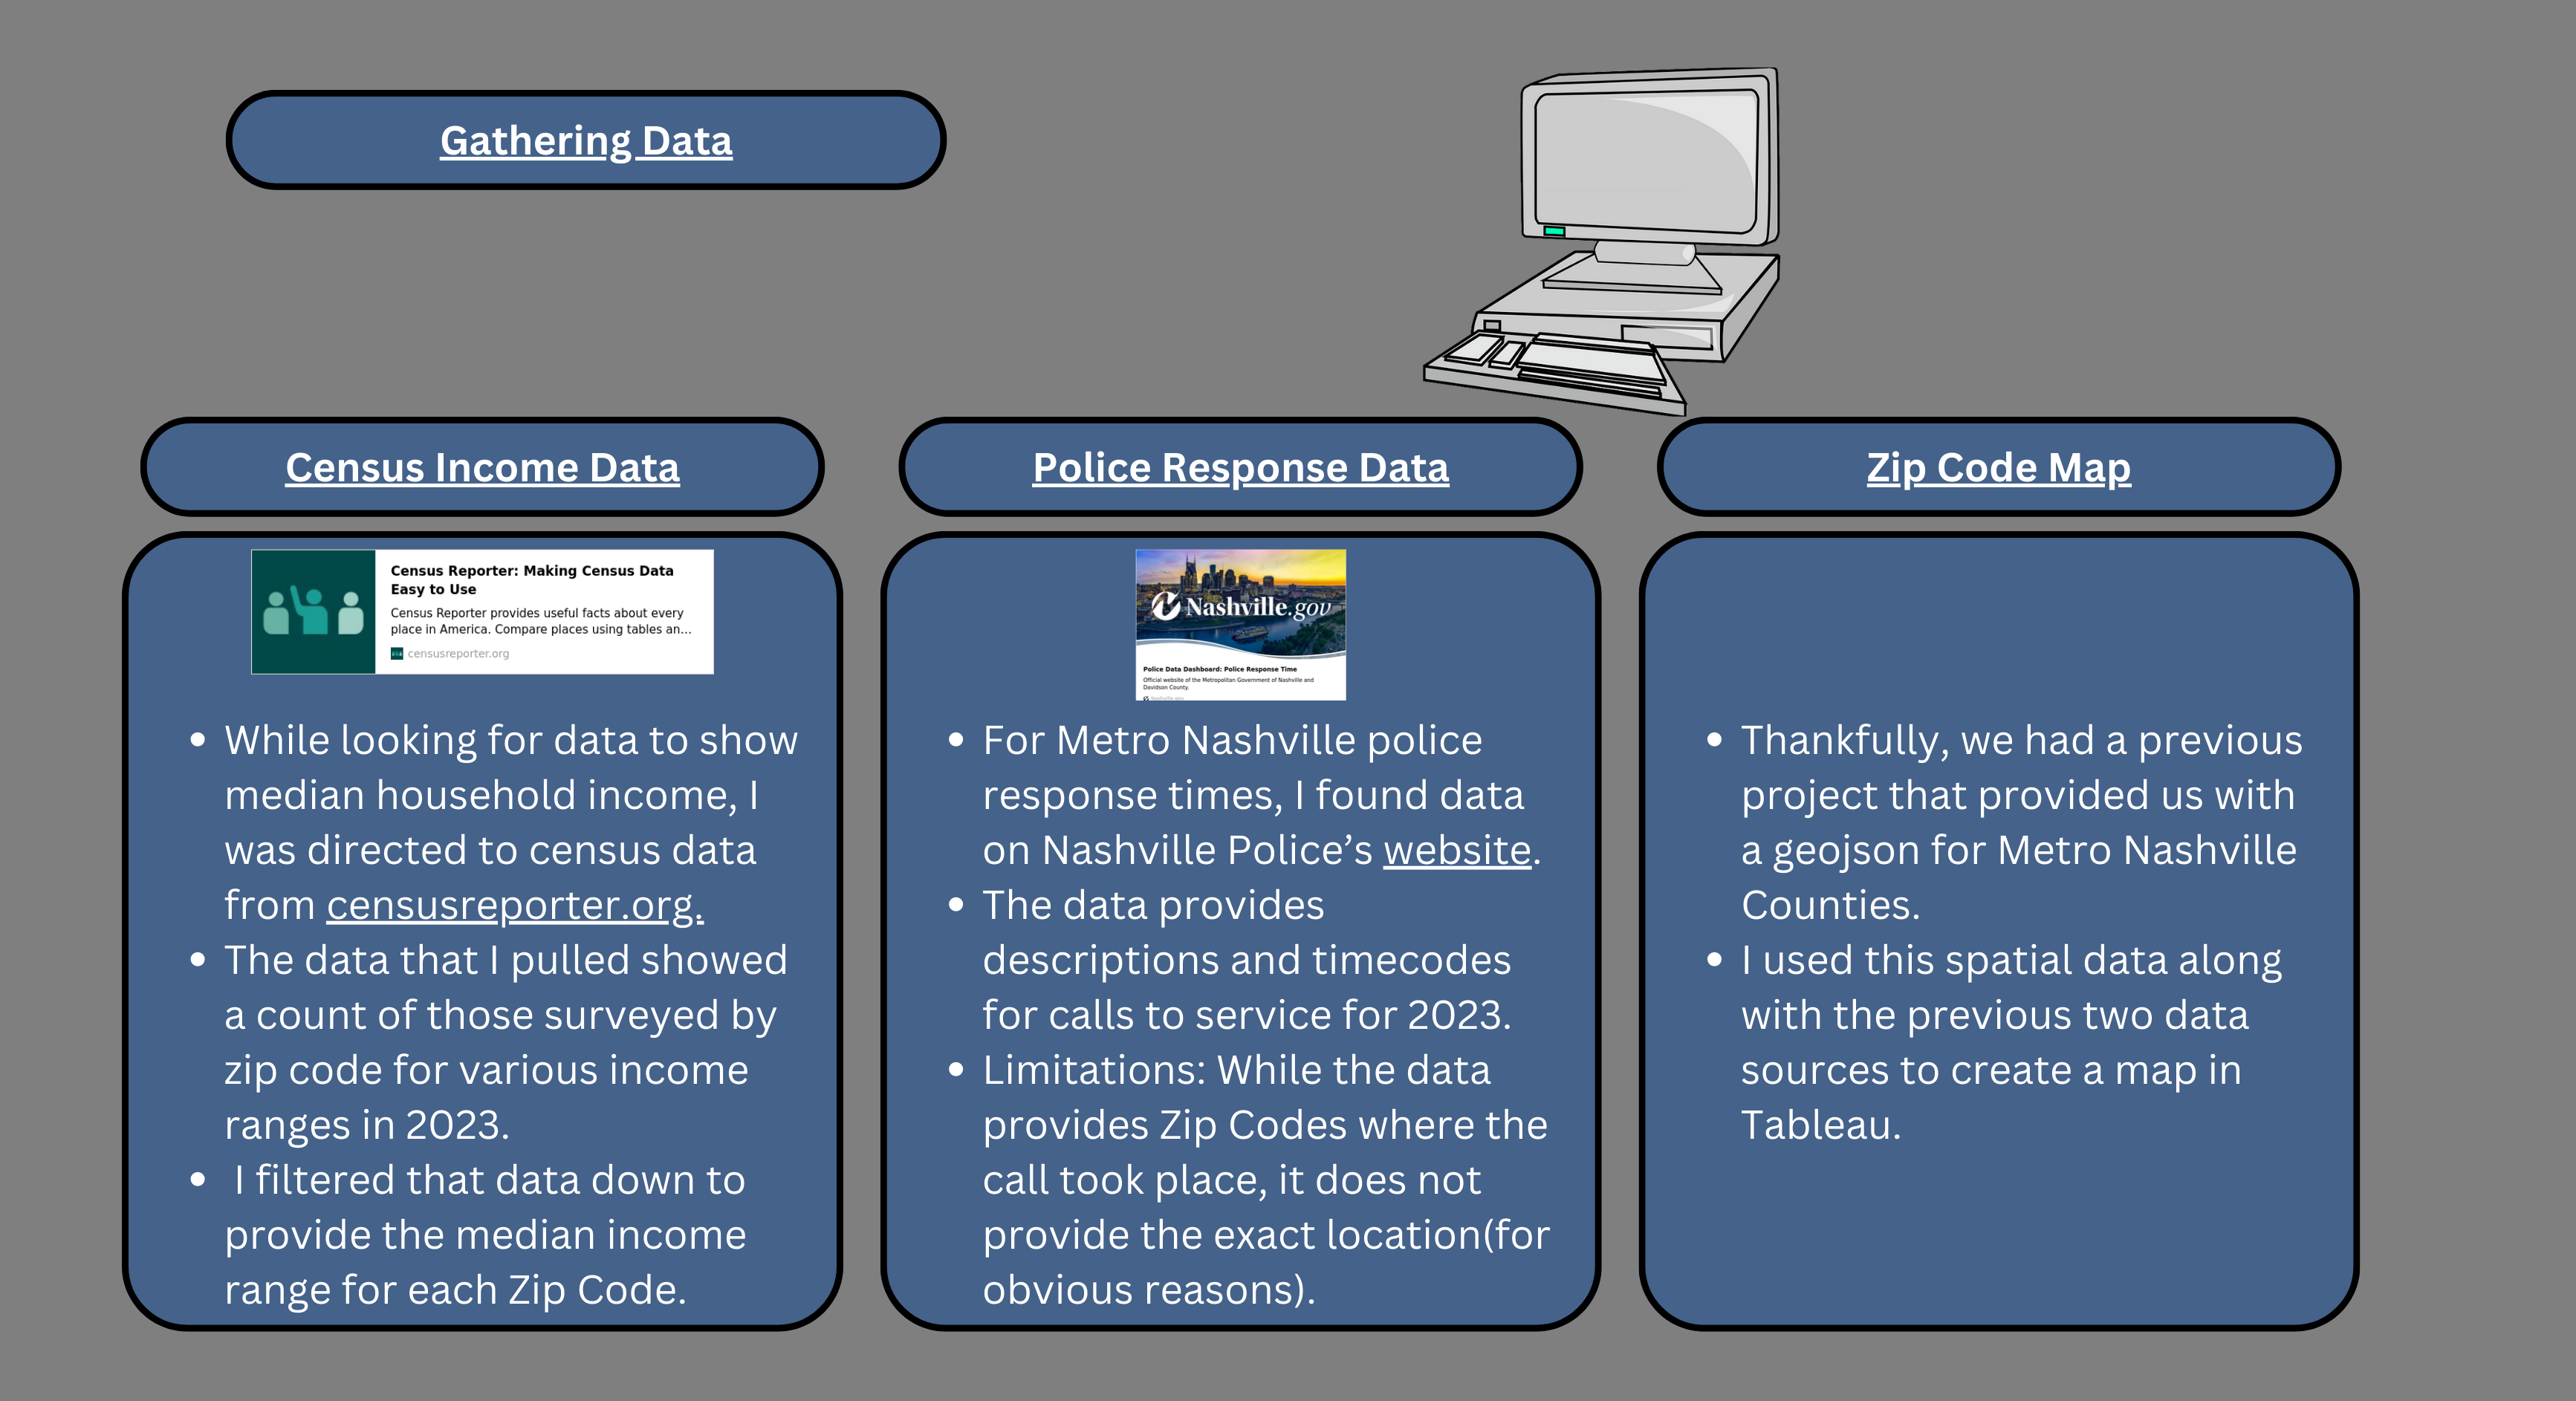 Gathering Data
Census Income Data
Census Reporter: Making Census Data
Easy to Use
Census Reporter provides useful facts about every
place in America. Compare places using tables an...
censusreporter.org
• While looking for data to show
median household income, I
was directed to census data
from censusreporter.org.
• The data that I pulled showed
a count of those surveyed by
zip code for various income
ranges in 2023.
• I filtered that data down to
provide the median income
range for each Zip Code.
Police Response Data
Nashville.gov
Police Data Dashboard: Police Response Time
Official website of the Metropolitan Government of Nashville and
Davidson County.
• For Metro Nashville police
response times, I found data
on Nashville Police’s website.
• The data provides
descriptions and timecodes
for calls to service for 2023.
• Limitations: While the data
provides Zip Codes where the
call took place, it does not
provide the exact location(for
obvious reasons).
Zip Code Map
• Thankfully, we had a previous
project that provided us with
a geojson for Metro Nashville
Counties.
• I used this spatial data along
with the previous two data
sources to create a map in
Tableau.